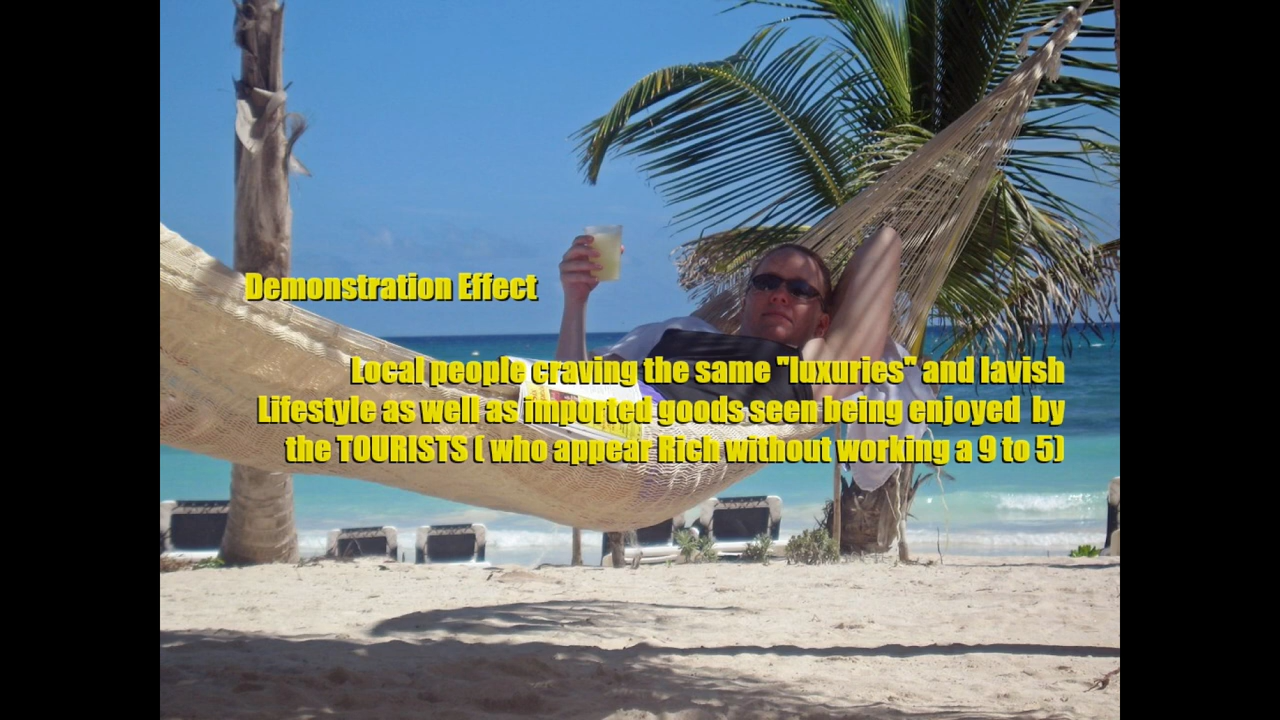 Demonstration Effect
Local people craving the same "luxuries" and lavish
Lifestyle as well as imported goods seen being enjoyed by
the TOURISTS ( who appear Rich without working a 9 to 5)